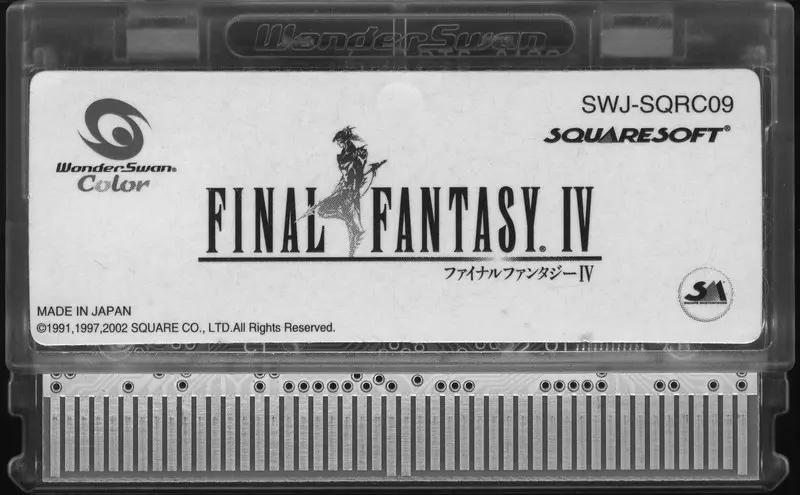 WonderSwan
SWJ-SQRC09
SQUARESOFT®
WonderSwan®
Color
FINAL FANTASY® IV
ファイナルファンタジーIV
SM
MADE IN JAPAN
©1991,1997,2002 SQUARE CO., LTD.All Rights Reserved.